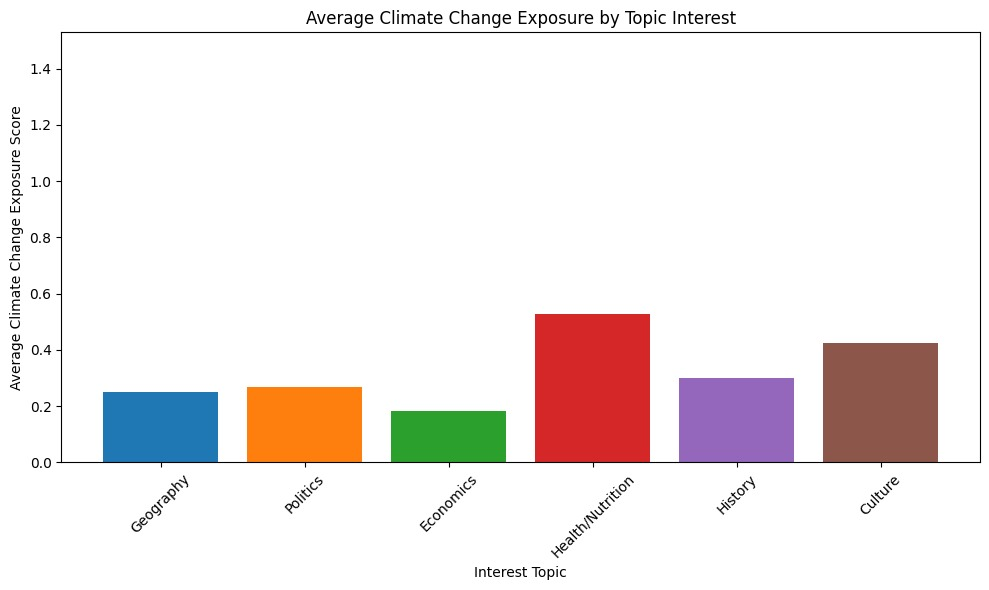 Average Climate Change Exposure by Topic Interest
Average Climate Change Exposure Score
1.4
1.2
1.0
0.8
0.6
0.4
0.2
0.0
Geography
Politics
Economics
Health/Nutrition
History
Culture
Interest Topic